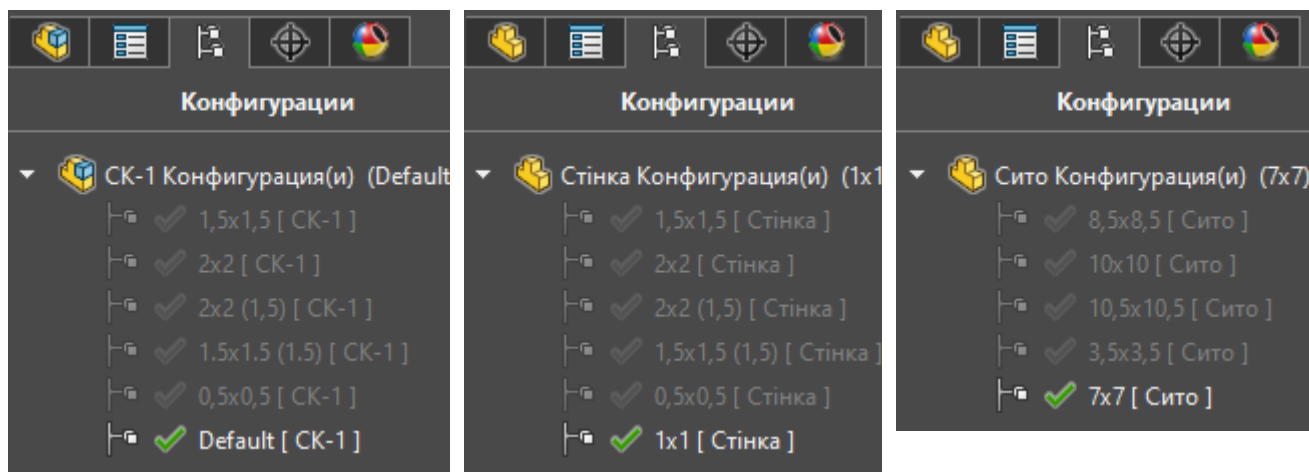 Конфигурации
СК-1 Конфигурация(и) (Default
1,5x1,5 [ СК-1 ]
2x2 [ СК-1 ]
2x2 (1,5) [ СК-1 ]
1.5x1.5 (1.5) [ СК-1 ]
0,5x0,5 [ СК-1 ]
Default [ СК-1 ]
Конфигурации
Стінка Конфигурация(и) (1x1
1,5x1,5 [ Стінка ]
2x2 [ Стінка ]
2x2 (1,5) [ Стінка ]
1,5x1,5 (1,5) [ Стінка ]
0,5x0,5 [ Стінка ]
1x1 [ Стінка ]
Конфигурации
Сито Конфигурация(и) (7x7)
8,5x8,5 [ Сито ]
10x10 [ Сито ]
10,5x10,5 [ Сито ]
3,5x3,5 [ Сито ]
7x7 [ Сито ]